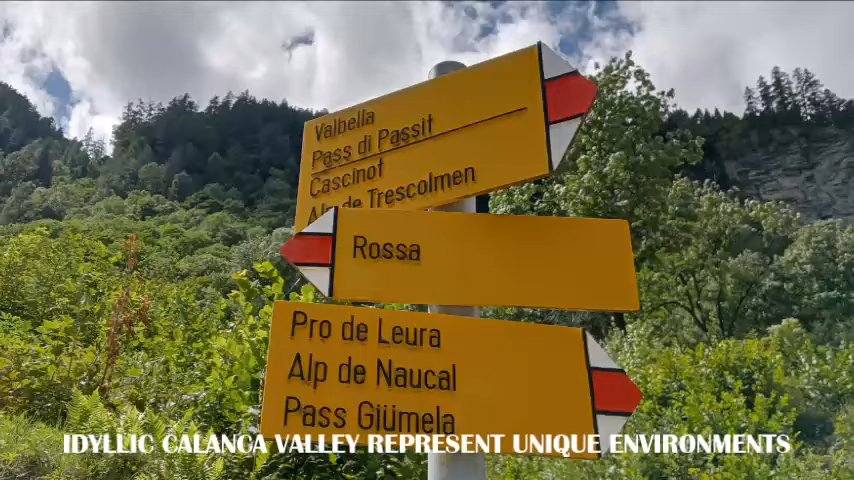 Valbella
Pass di Passit
Cascinot
Alp de Trescolmen
Rossa
Pro de Leura
Alp de Naucal
Pass Giümela
IDYLLIC CALANCA VALLEY REPRESENT UNIQUE ENVIRONMENTS